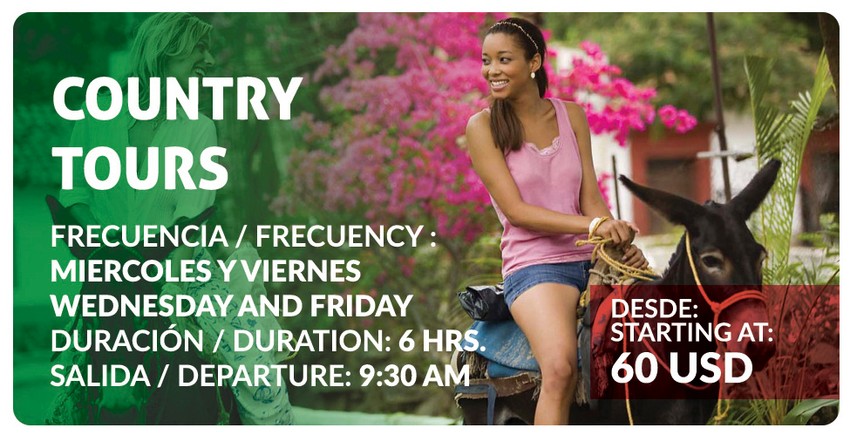 COUNTRY
TOURS
FRECUENCIA / FRECUENCY :
MIERCOLES Y VIERNES
WEDNESDAY AND FRIDAY
DURACIÓN / DURATION: 6 HRS.
SALIDA / DEPARTURE: 9:30 AM
DESDE:
STARTING AT:
60 USD